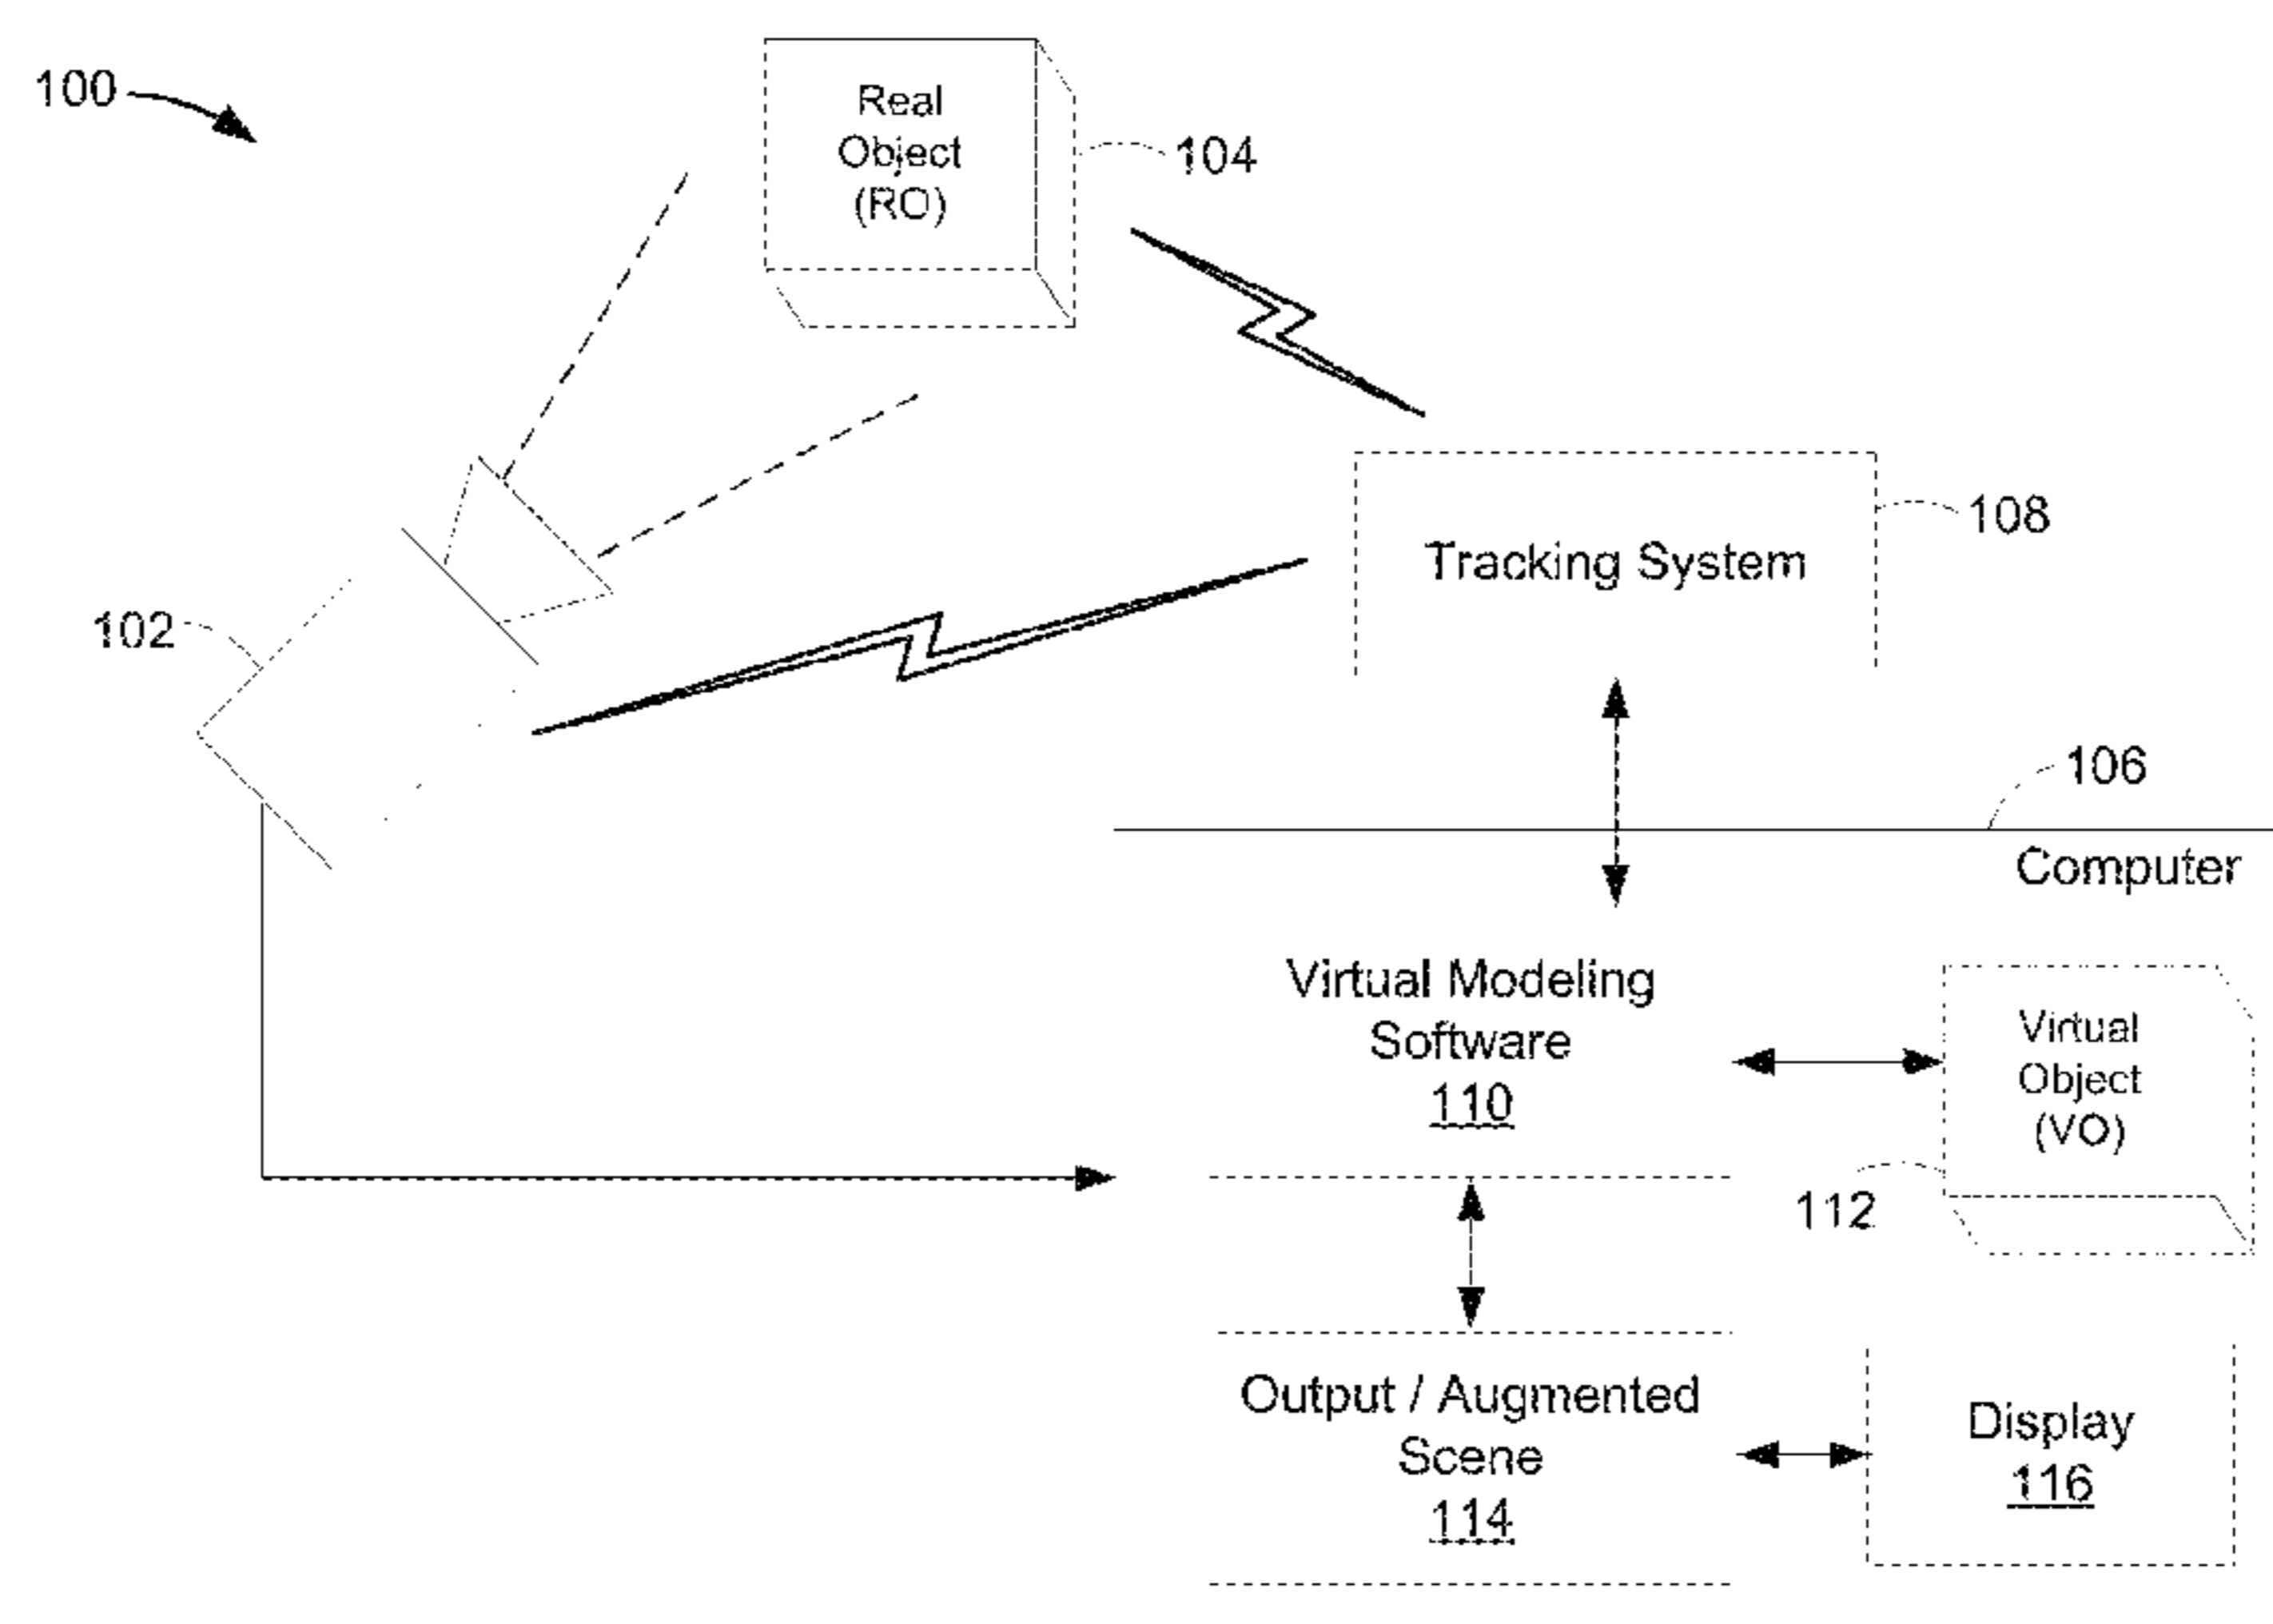 100
Real
Object
(RO)
104
108
Tracking System
102
106
Computer
Virtual Modeling
Software
110
Virtual
Object
(VO)
112
Output / Augmented
Scene
114
Display
116